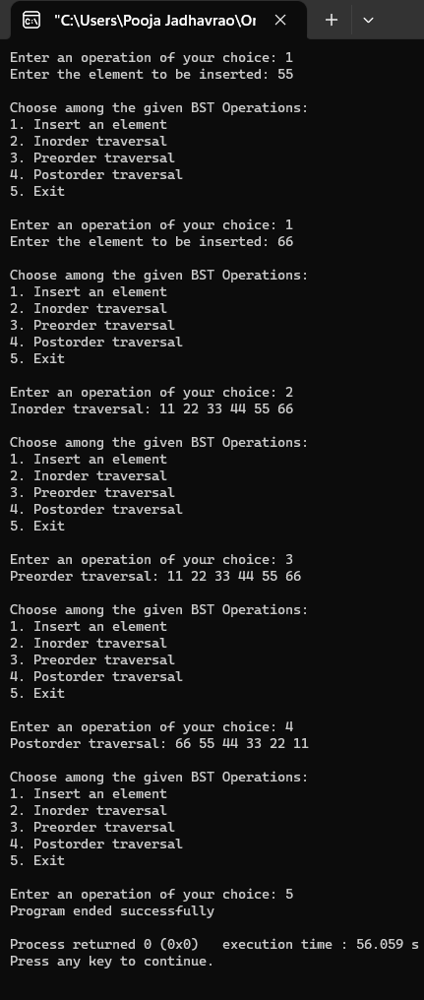 "C:\Users\Pooja Jadhavrao\Or
Enter an operation of your choice: 1
Enter the element to be inserted: 55
Choose among the given BST Operations:
1. Insert an element
2. Inorder traversal
3. Preorder traversal
4. Postorder traversal
5. Exit
Enter an operation of your choice: 1
Enter the element to be inserted: 66
Choose among the given BST Operations:
1. Insert an element
2. Inorder traversal
3. Preorder traversal
4. Postorder traversal
5. Exit
Enter an operation of your choice: 2
Inorder traversal: 11 22 33 44 55 66
Choose among the given BST Operations:
1. Insert an element
2. Inorder traversal
3. Preorder traversal
4. Postorder traversal
5. Exit
Enter an operation of your choice: 3
Preorder traversal: 11 22 33 44 55 66
Choose among the given BST Operations:
1. Insert an element
2. Inorder traversal
3. Preorder traversal
4. Postorder traversal
5. Exit
Enter an operation of your choice: 4
Postorder traversal: 66 55 44 33 22 11
Choose among the given BST Operations:
1. Insert an element
2. Inorder traversal
3. Preorder traversal
4. Postorder traversal
5. Exit
Enter an operation of your choice: 5
Program ended successfully
Process returned 0 (0x0)   execution time : 56.059 s
Press any key to continue.